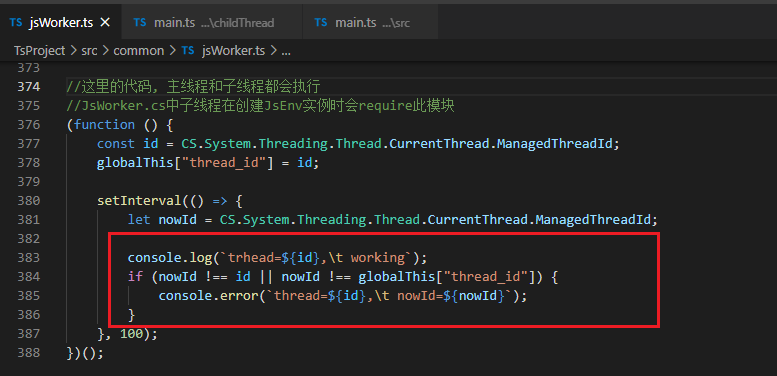 TS jsWorker.ts ×
TS main.ts ...\childThread
TS main.ts ...\src
TsProject > src > common > TS jsWorker.ts > ...
373
374 //这里的代码, 主线程和子线程都会执行
375 //JsWorker.cs中子线程在创建JsEnv实例时会require此模块
376 (function () {
377 const id = CS.System.Threading.Thread.CurrentThread.ManagedThreadId;
378 globalThis["thread_id"] = id;
379
380 setInterval(() => {
381 let nowId = CS.System.Threading.Thread.CurrentThread.ManagedThreadId;
382
383 console.log(`trhead=${id},\t working`);
384 if (nowId !== id || nowId !== globalThis["thread_id"]) {
385 console.error(`thread=${id},\t nowId=${nowId}`);
386 }
387 }, 100);
388 })();